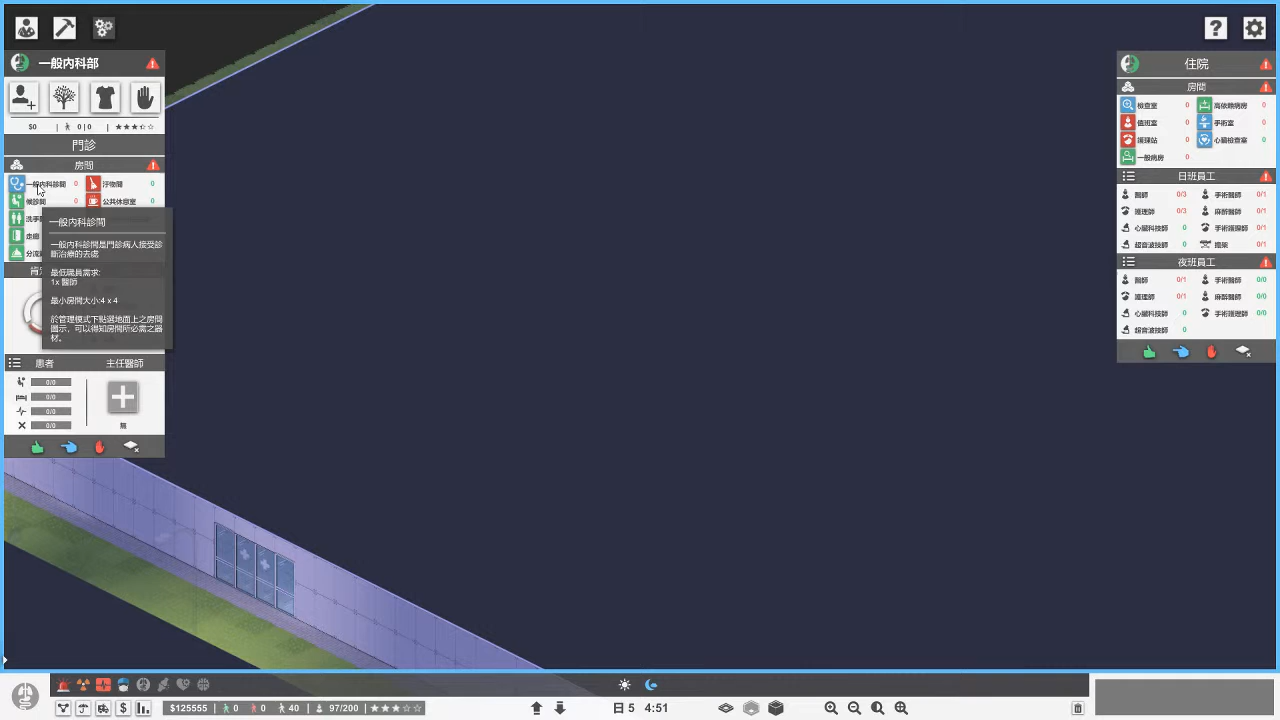 一般內科部
$0 | 0|0 |
門診
房間
一般內科診間 0 汙物間 0
候診間 0 公共休息室 0
洗手
走廊
分流
一般內科診間
一般內科診間是門診病人接受診
斷治療的去處
最低職員需求:
1x 醫師
最小房間大小:4 x 4
於管理模式下點選地面上之房間
圖示，可以得知房間所必需之器
材。
患者 主任醫師
0/0
0/0
0/0
0/0
無
住院
房間
檢查室 0 高依賴病房 0
值班室 0 手術室 0
護理站 0 心臟檢查室 0
一般病房 0
日班員工
醫師 0/3 手術醫師 0/1
護理師 0/3 麻醉醫師 0/1
心臟科技師 0 手術護理師 0/1
超音波技師 0 擔架 0/1
夜班員工
醫師 0/1 手術醫師 0/0
護理師 0/1 麻醉醫師 0/0
心臟科技師 0 手術護理師 0/0
超音波技師 0
$125555 0 0 40 97/200
日 5 4:51